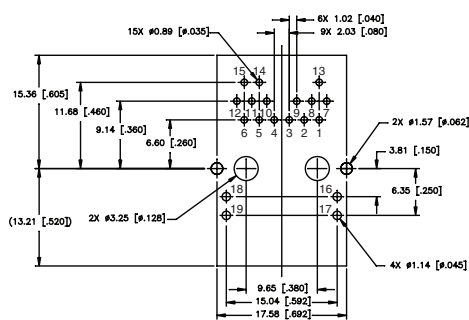 6X 1.02 [.040]
15X ø0.89 [ø.035]
9X 2.03 [.080]
15 14 13
15.36 [.605]
11.68 [.460]
12 11 10 9 8 7
9.14 [.360]
6 5 4 3 2 1
2X ø1.57 [ø.062]
6.60 [.260]
3.81 [.150]
18 16
6.35 [.250]
(13.21 [.520])
19 17
2X ø3.25 [ø.128]
4X ø1.14 [ø.045]
9.65 [.380]
15.04 [.592]
17.58 [.692]